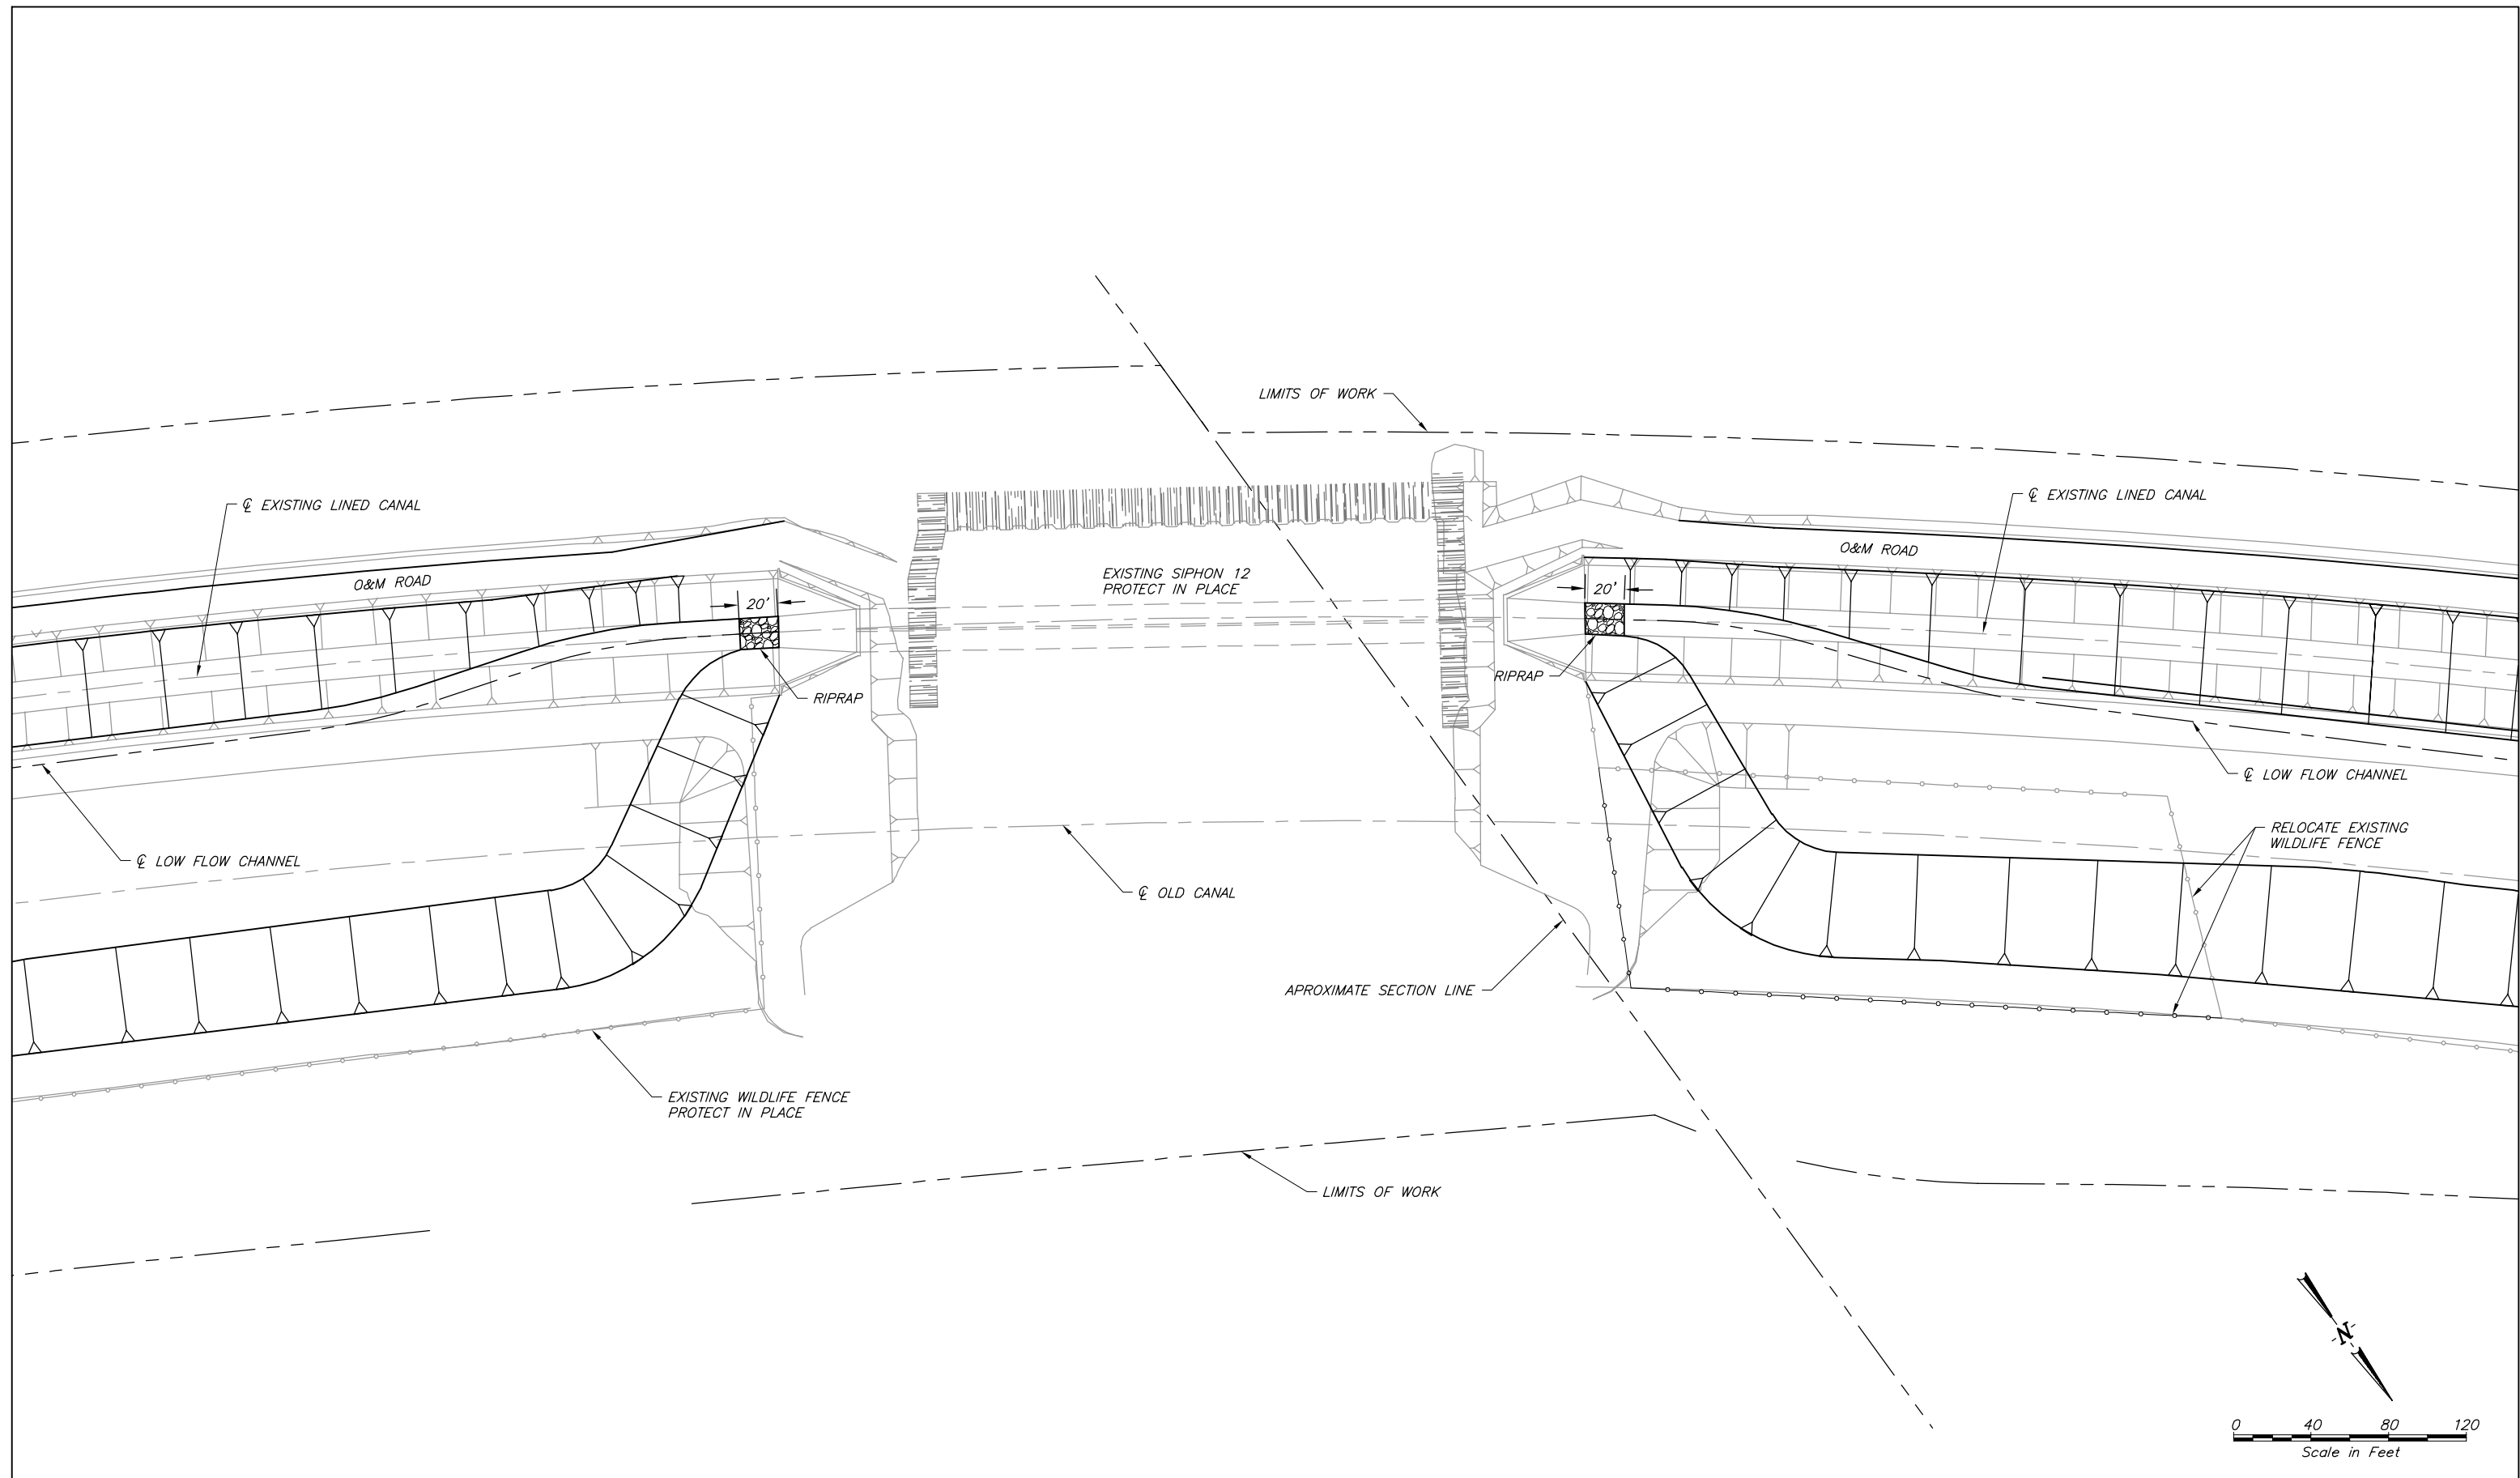 LIMITS OF WORK
℄ EXISTING LINED CANAL
℄ EXISTING LINED CANAL
O&M ROAD
O&M ROAD
EXISTING SIPHON 12
PROTECT IN PLACE
20'
20'
RIPRAP
RIPRAP
℄ LOW FLOW CHANNEL
℄ LOW FLOW CHANNEL
RELOCATE EXISTING
WILDLIFE FENCE
℄ OLD CANAL
APROXIMATE SECTION LINE
EXISTING WILDLIFE FENCE
PROTECT IN PLACE
LIMITS OF WORK
N
0 40 80 120
Scale in Feet